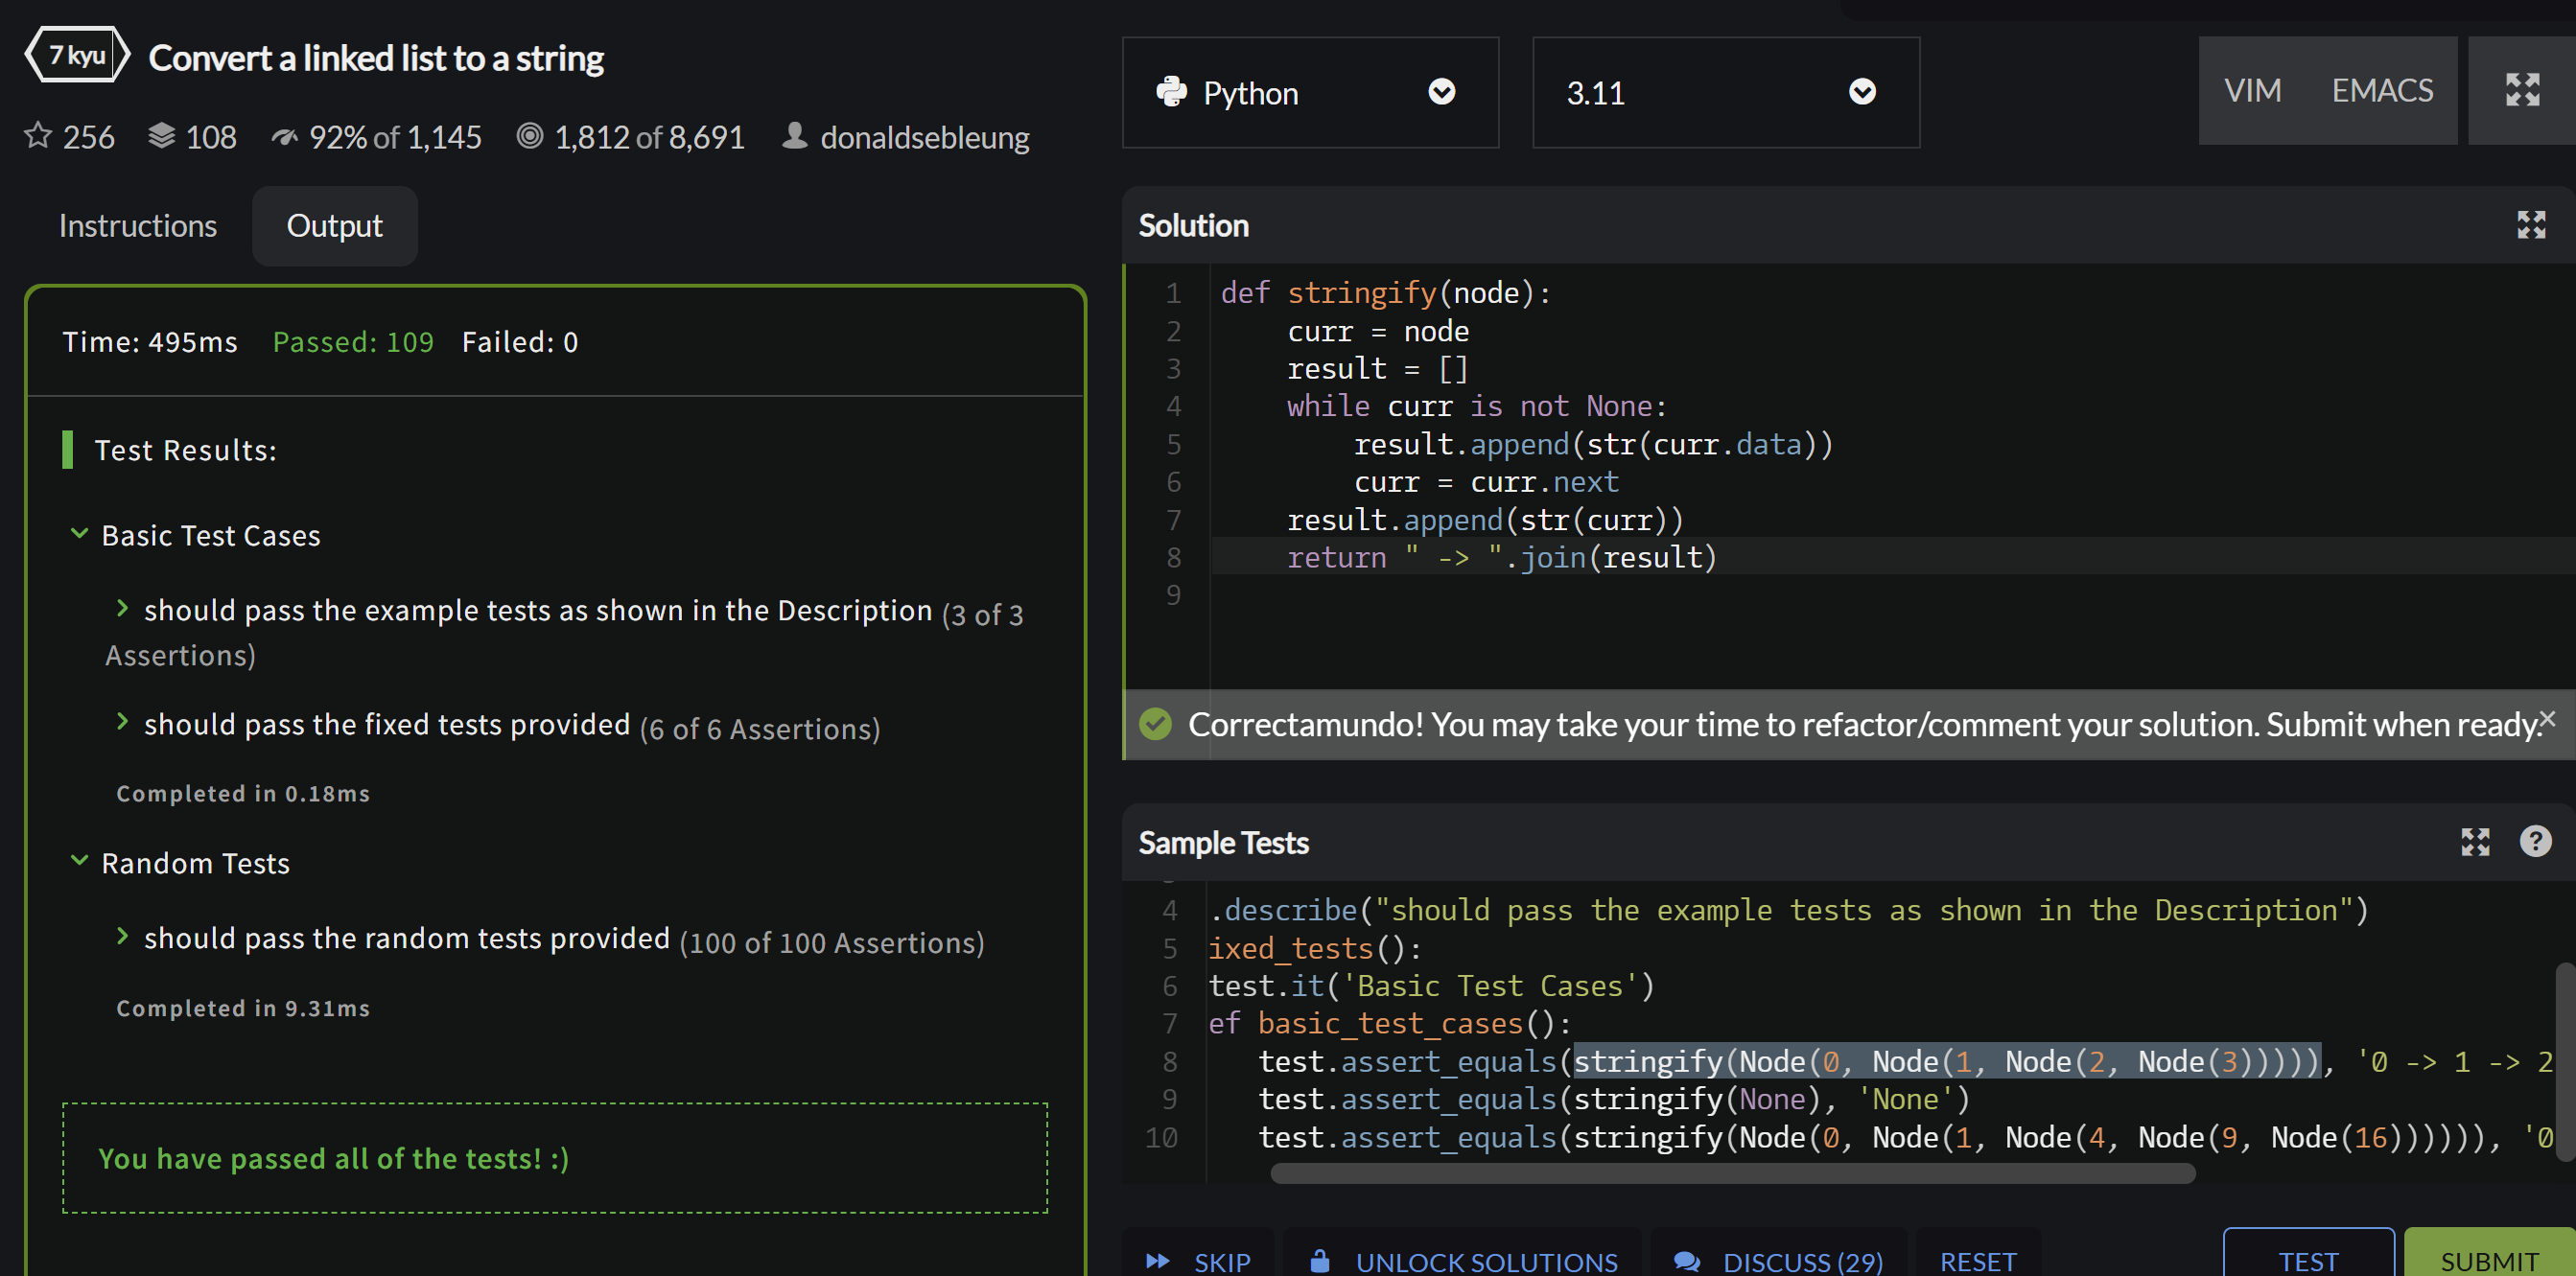 7 kyu Convert a linked list to a string
256 108 92% of 1,145 1,812 of 8,691 donaldsebleung
Instructions Output
Time: 495ms Passed: 109 Failed: 0
Test Results:
Basic Test Cases
should pass the example tests as shown in the Description (3 of 3
Assertions)
should pass the fixed tests provided (6 of 6 Assertions)
Completed in 0.18ms
Random Tests
should pass the random tests provided (100 of 100 Assertions)
Completed in 9.31ms
You have passed all of the tests! :)
Python 3.11 VIM EMACS
Solution
1 def stringify(node):
2 curr = node
3 result = []
4 while curr is not None:
5 result.append(str(curr.data))
6 curr = curr.next
7 result.append(str(curr))
8 return " -> ".join(result)
9
Correctamundo! You may take your time to refactor/comment your solution. Submit when ready.
Sample Tests
4 .describe("should pass the example tests as shown in the Description")
5 ixed_tests():
6 test.it('Basic Test Cases')
7 ef basic_test_cases():
8 test.assert_equals(stringify(Node(0, Node(1, Node(2, Node(3))))), '0 -> 1 -> 2
9 test.assert_equals(stringify(None), 'None')
10 test.assert_equals(stringify(Node(0, Node(1, Node(4, Node(9, Node(16)))))), '0
SKIP UNLOCK SOLUTIONS DISCUSS (29) RESET TEST SUBMIT